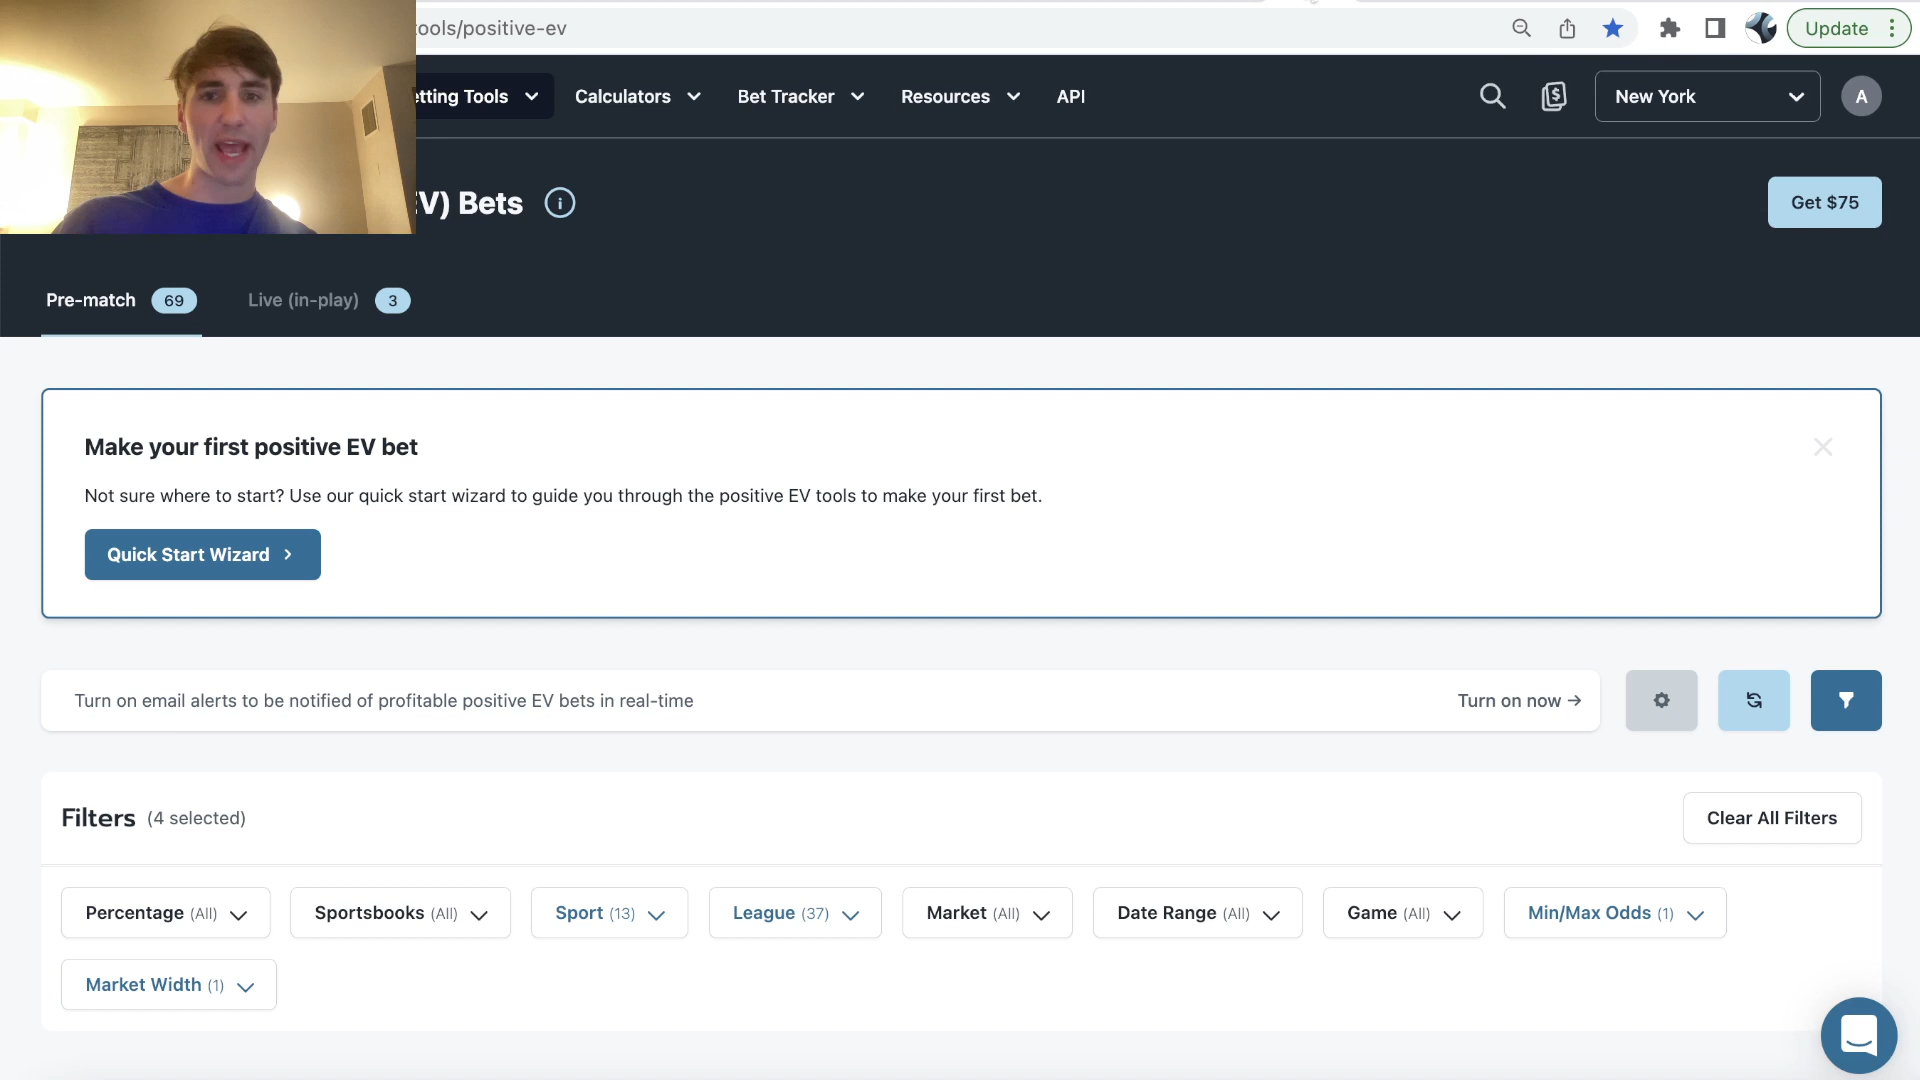 tools/positive-ev
Update
etting Tools
Calculators
Bet Tracker
Resources
API
New York
A
EV) Bets
i
Get $75
Pre-match 69
Live (in-play) 3
Make your first positive EV bet
Not sure where to start? Use our quick start wizard to guide you through the positive EV tools to make your first bet.
Quick Start Wizard
Turn on email alerts to be notified of profitable positive EV bets in real-time
Turn on now →
Filters (4 selected)
Clear All Filters
Percentage (All)
Sportsbooks (All)
Sport (13)
League (37)
Market (All)
Date Range (All)
Game (All)
Min/Max Odds (1)
Market Width (1)